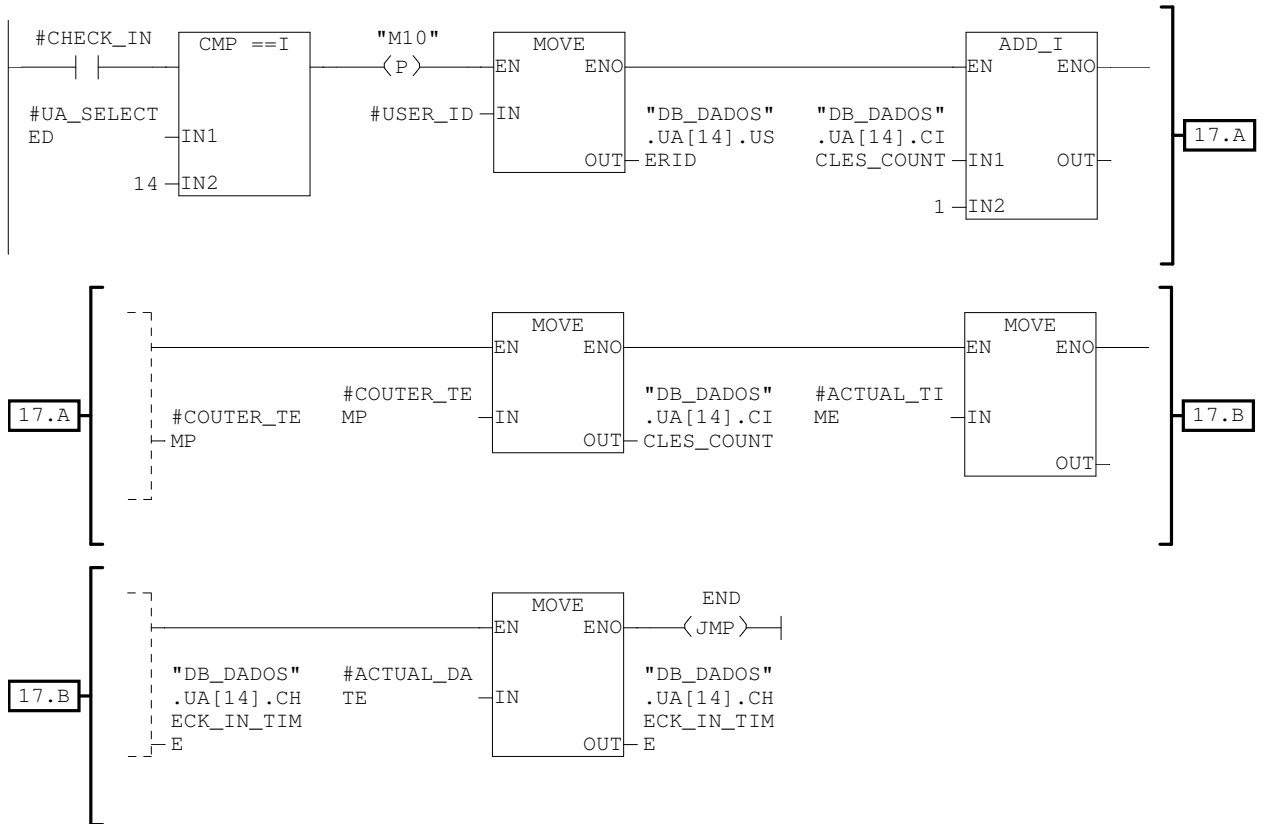 #CHECK_IN
CMP ==I
"M10"
P
MOVE
ADD_I
EN ENO
EN ENO
#UA_SELECT
ED
IN1
14 IN2
#USER_ID IN
OUT
"DB_DADOS"
.UA[14].US
ERID
"DB_DADOS"
.UA[14].CI
CLES_COUNT
IN1 OUT
1 IN2
17.A
17.A
#COUTER_TE
MP
MOVE
EN ENO
#COUTER_TE
MP
IN
OUT
"DB_DADOS"
.UA[14].CI
CLES_COUNT
MOVE
EN ENO
#ACTUAL_TI
ME
IN
OUT
17.B
17.B
"DB_DADOS"
.UA[14].CH
ECK_IN_TIM
E
MOVE
EN ENO
#ACTUAL_DA
TE
IN
OUT
END
JMP
"DB_DADOS"
.UA[14].CH
ECK_IN_TIM
E